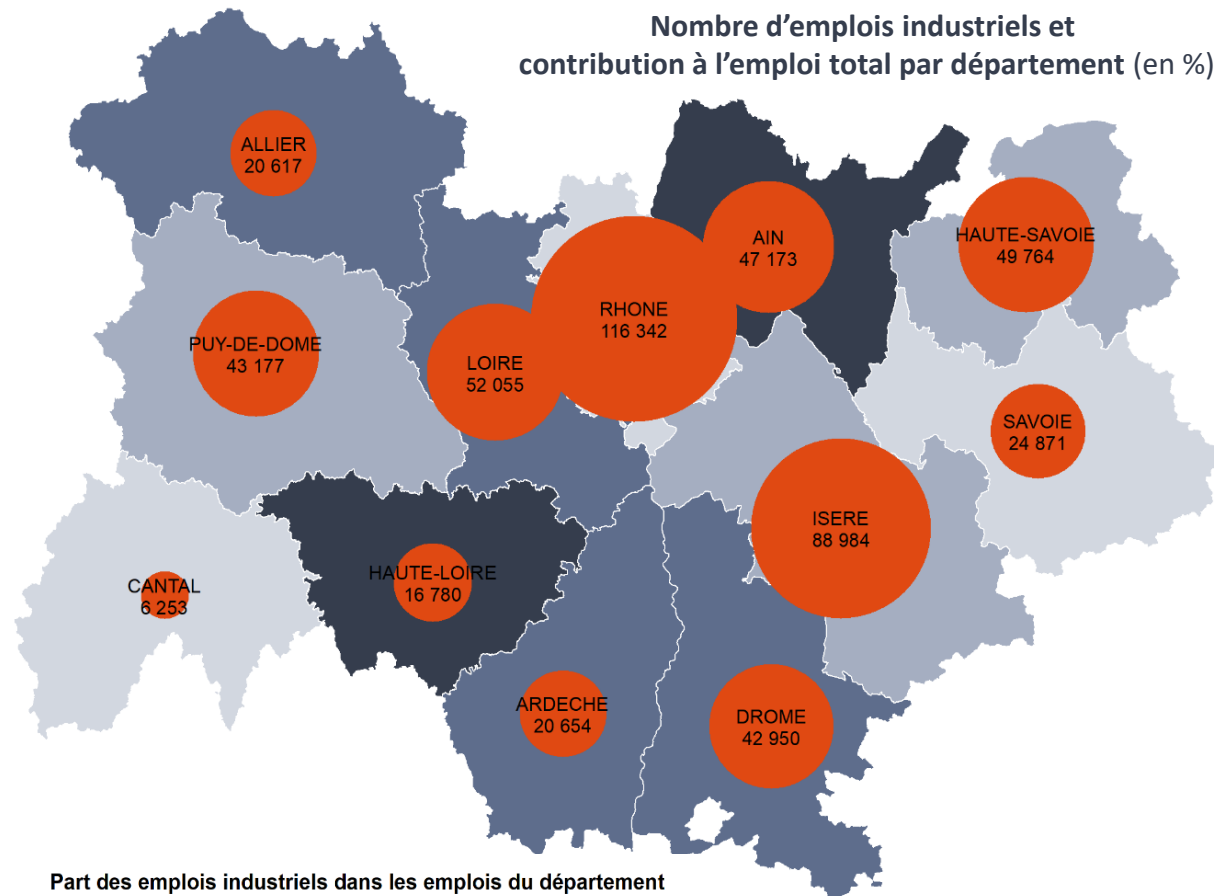 Nombre d’emplois industriels et
contribution à l’emploi total par département (en %)
ALLIER
20 617
AIN
47 173
HAUTE-SAVOIE
49 764
RHONE
116 342
PUY-DE-DOME
43 177
LOIRE
52 055
SAVOIE
24 871
ISERE
88 984
CANTAL
6 253
HAUTE-LOIRE
16 780
ARDECHE
20 654
DROME
42 950
Part des emplois industriels dans les emplois du département